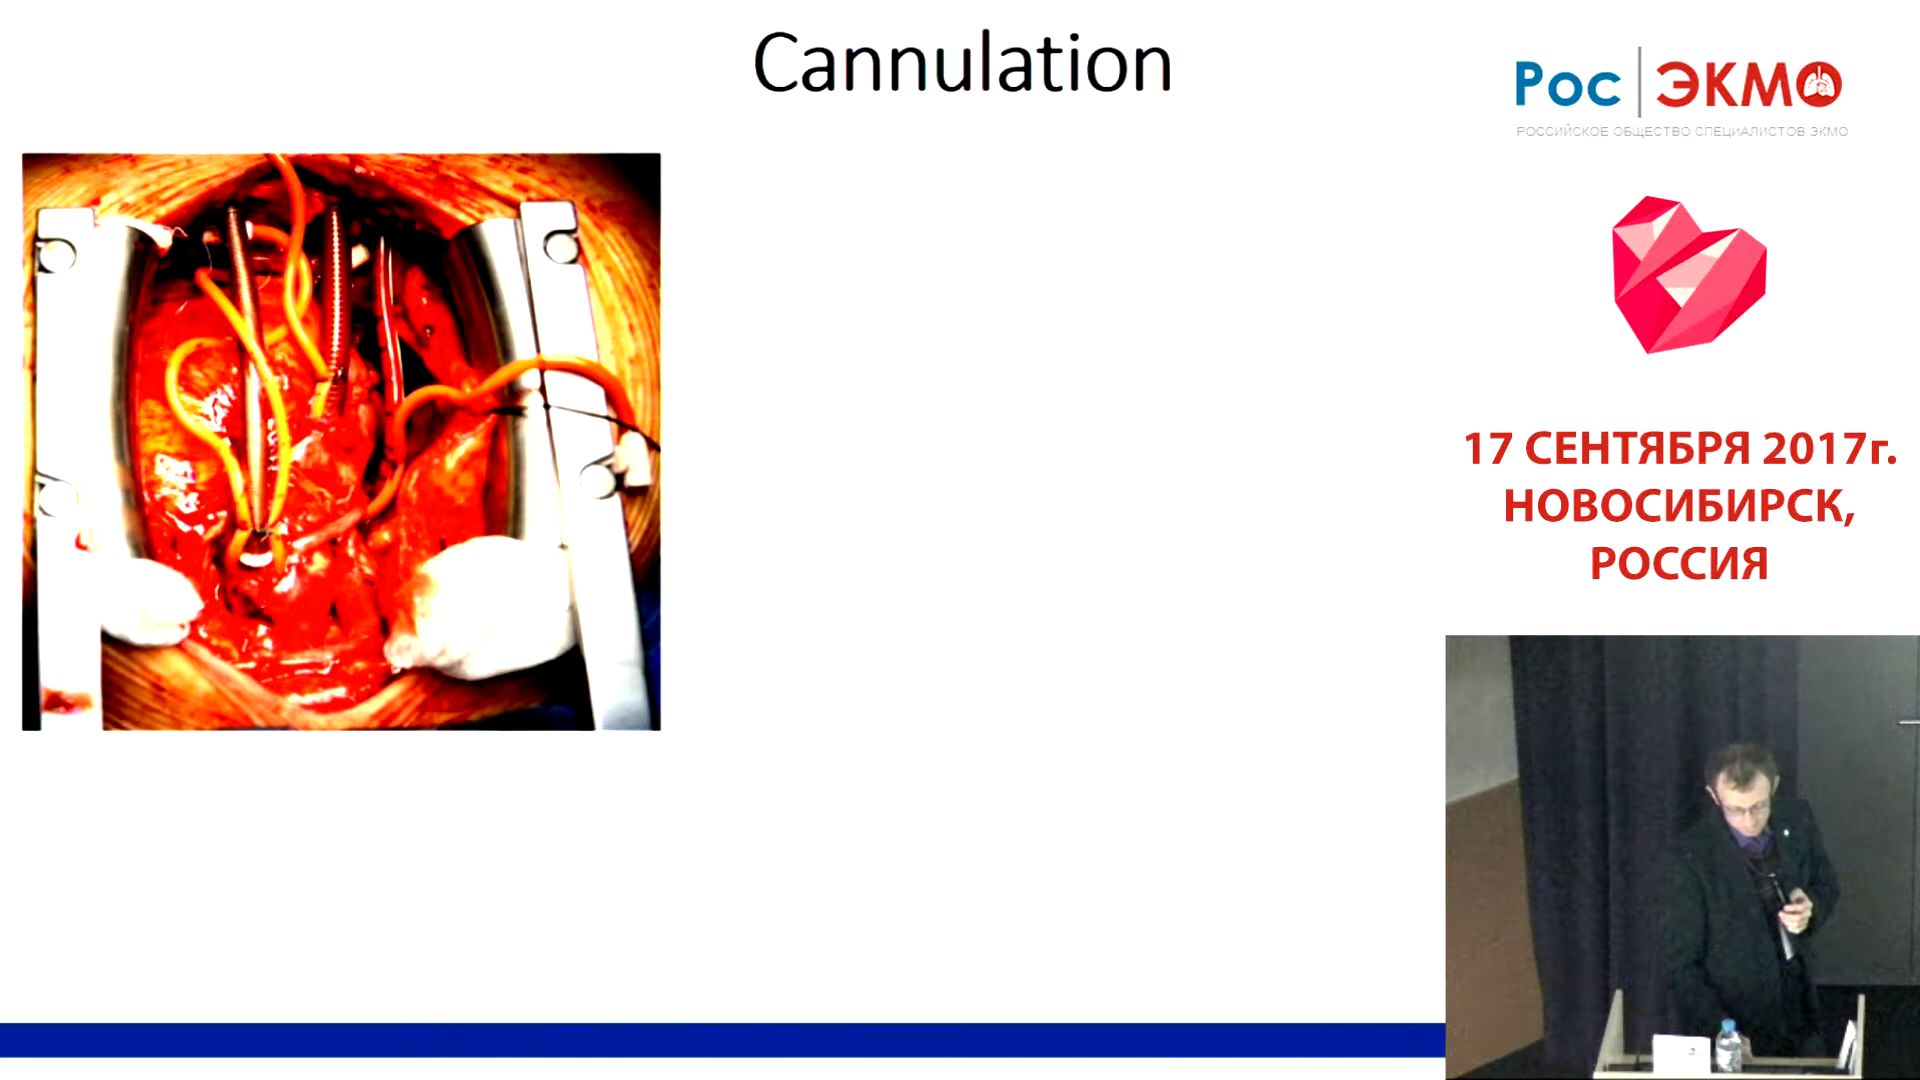 Cannulation
Рос ЭКМО
РОССИЙСКОЕ ОБЩЕСТВО СПЕЦИАЛИСТОВ ЭКМО
17 СЕНТЯБРЯ 2017г.
НОВОСИБИРСК,
РОССИЯ